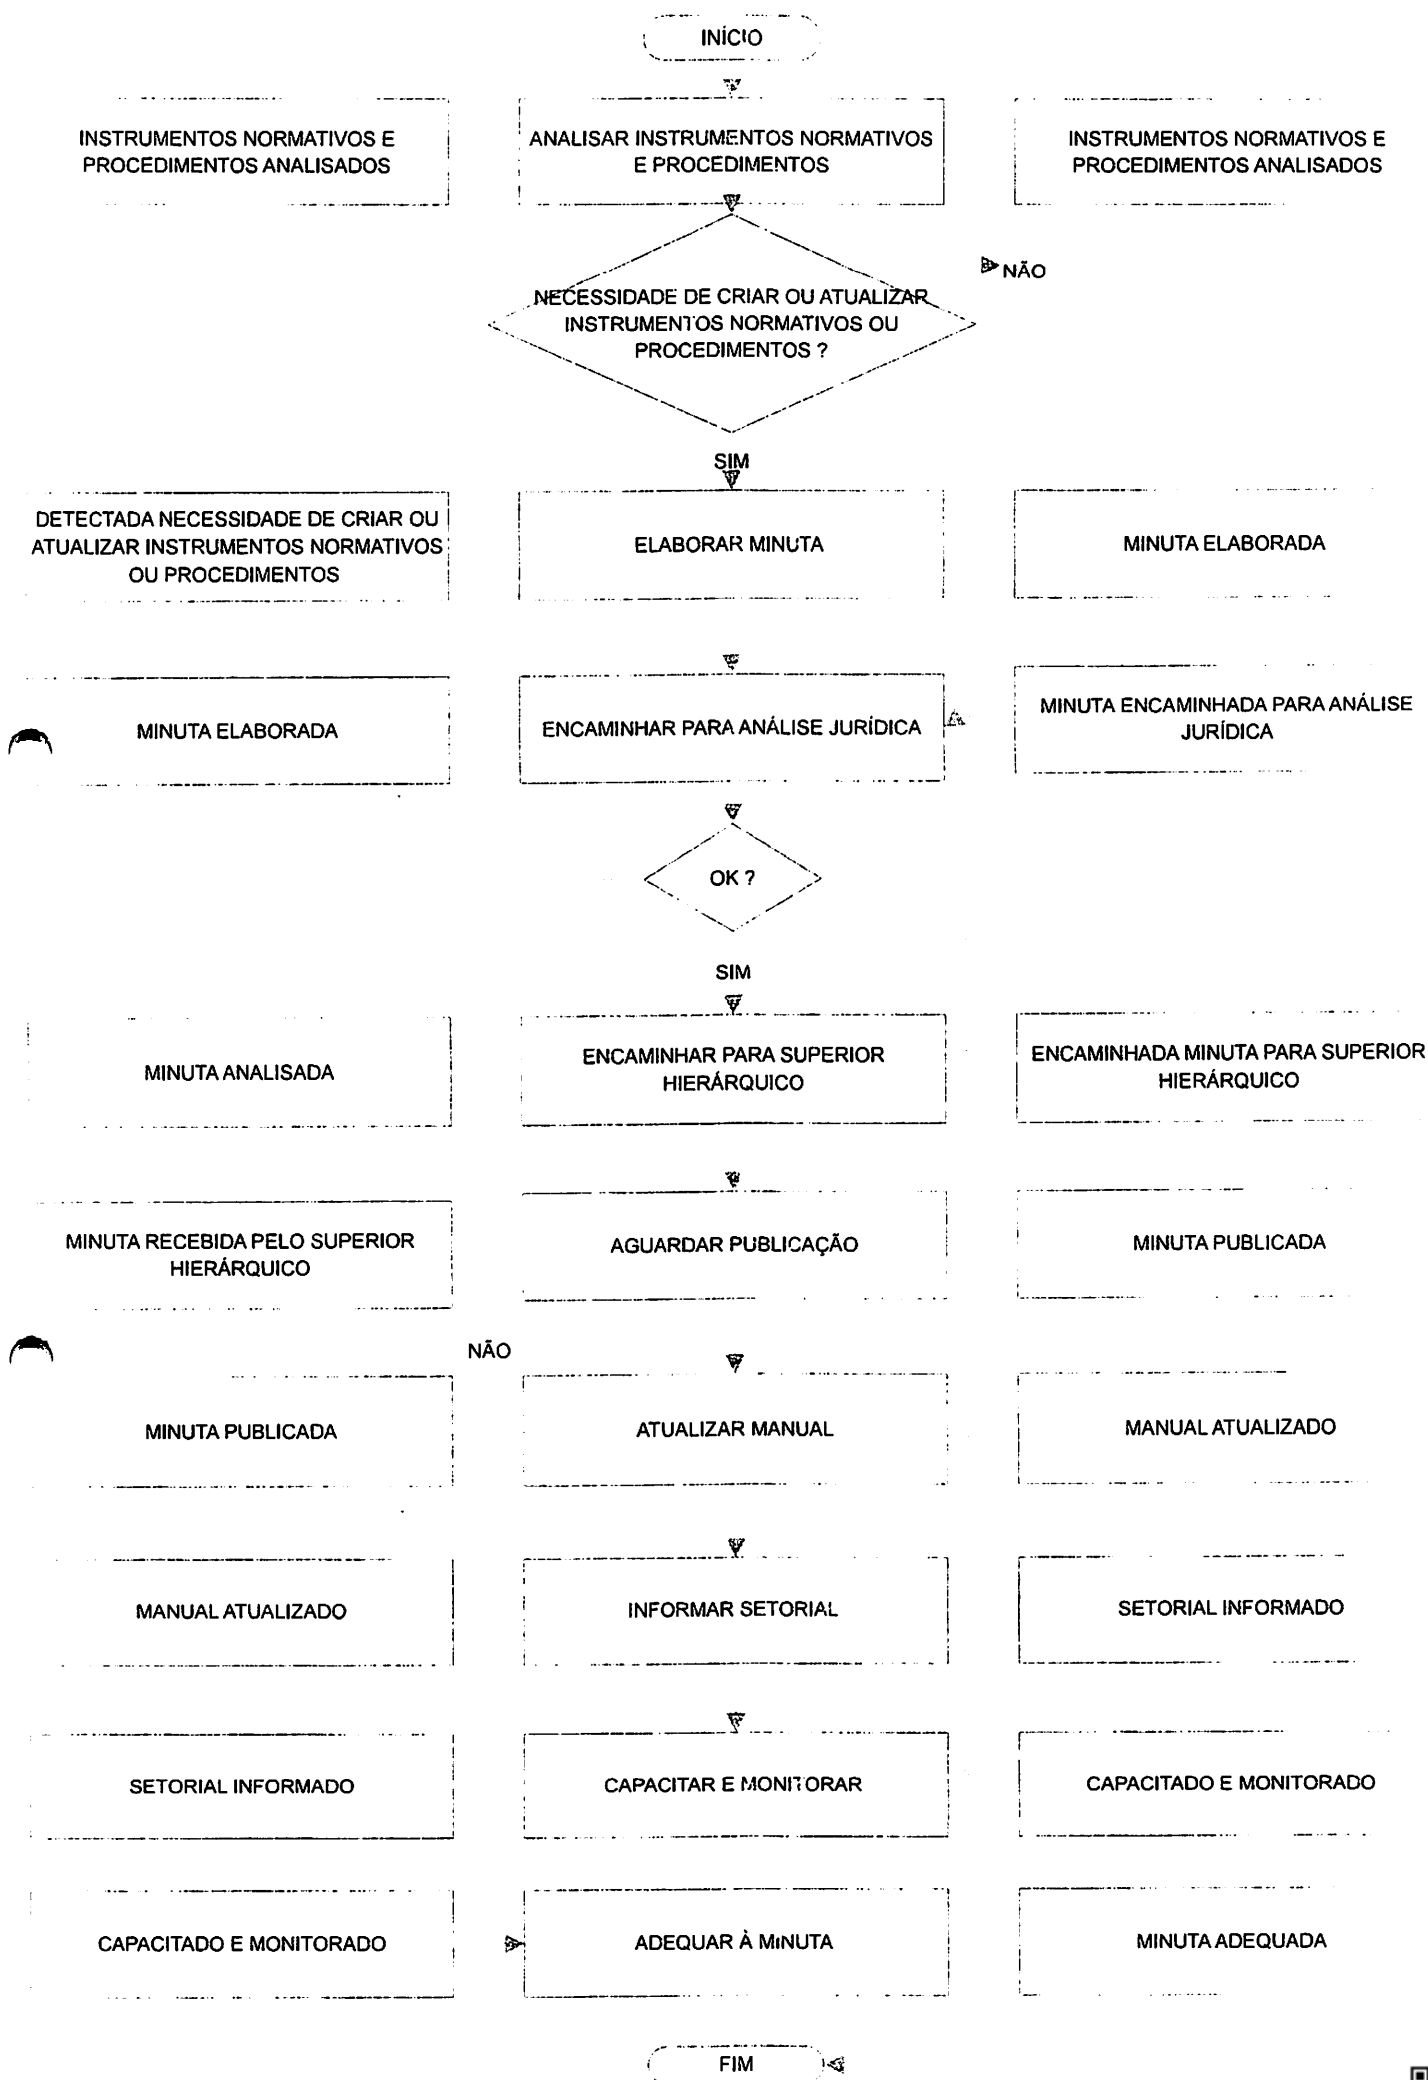 INÍCIO
INSTRUMENTOS NORMATIVOS E
PROCEDIMENTOS ANALISADOS
ANALISAR INSTRUMENTOS NORMATIVOS
E PROCEDIMENTOS
INSTRUMENTOS NORMATIVOS E
PROCEDIMENTOS ANALISADOS
NÃO
NECESSIDADE DE CRIAR OU ATUALIZAR
INSTRUMENTOS NORMATIVOS OU
PROCEDIMENTOS ?
SIM
DETECTADA NECESSIDADE DE CRIAR OU
ATUALIZAR INSTRUMENTOS NORMATIVOS
OU PROCEDIMENTOS
ELABORAR MINUTA
MINUTA ELABORADA
MINUTA ELABORADA
ENCAMINHAR PARA ANÁLISE JURÍDICA
MINUTA ENCAMINHADA PARA ANÁLISE
JURÍDICA
OK ?
SIM
MINUTA ANALISADA
ENCAMINHAR PARA SUPERIOR
HIERÁRQUICO
ENCAMINHADA MINUTA PARA SUPERIOR
HIERÁRQUICO
MINUTA RECEBIDA PELO SUPERIOR
HIERÁRQUICO
AGUARDAR PUBLICAÇÃO
MINUTA PUBLICADA
NÃO
MINUTA PUBLICADA
ATUALIZAR MANUAL
MANUAL ATUALIZADO
MANUAL ATUALIZADO
INFORMAR SETORIAL
SETORIAL INFORMADO
SETORIAL INFORMADO
CAPACITAR E MONITORAR
CAPACITADO E MONITORADO
CAPACITADO E MONITORADO
ADEQUAR À MINUTA
MINUTA ADEQUADA
FIM